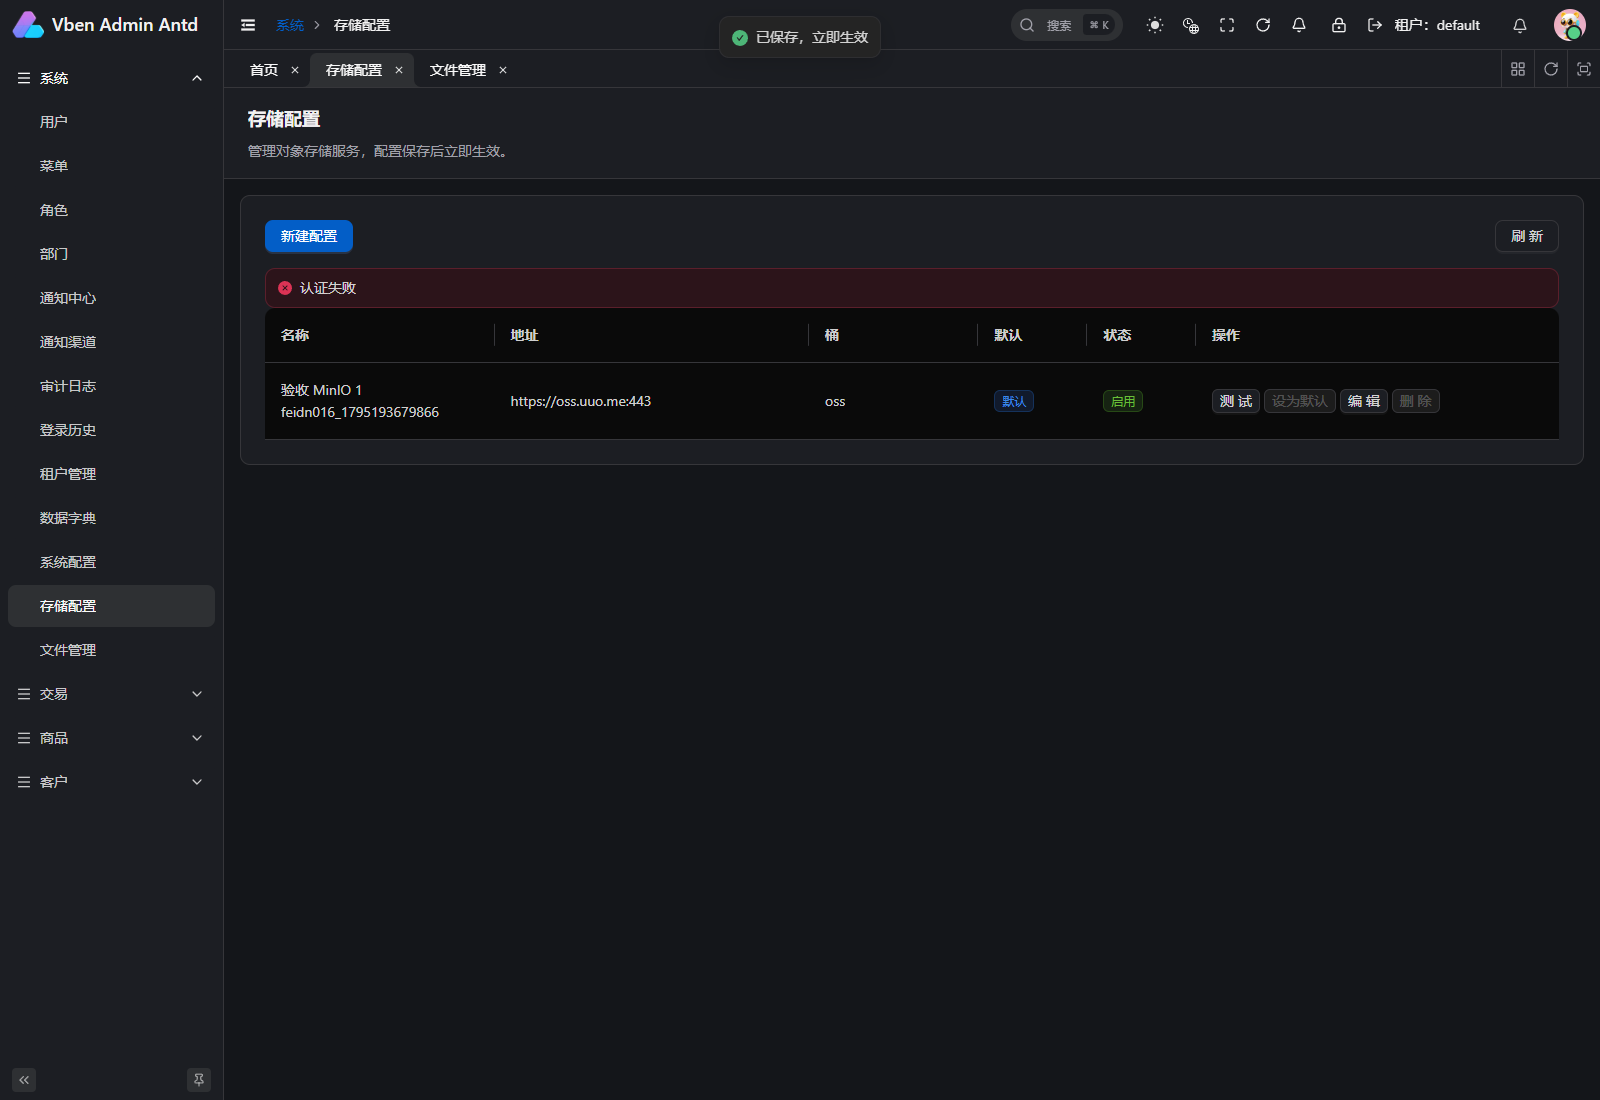 Vben Admin Antd
系统
存储配置
已保存，立即生效
搜索
⌘ K
租户：default
首页
存储配置
文件管理
系统
用户
菜单
角色
部门
通知中心
通知渠道
审计日志
登录历史
租户管理
数据字典
系统配置
存储配置
文件管理
交易
商品
客户
存储配置
管理对象存储服务，配置保存后立即生效。
新建配置
刷 新
认证失败
名称
地址
桶
默认
状态
操作
验收 MinIO 1
feidn016_1795193679866
https://oss.uuo.me:443
oss
默认
启用
测 试
设为默认
编 辑
删 除